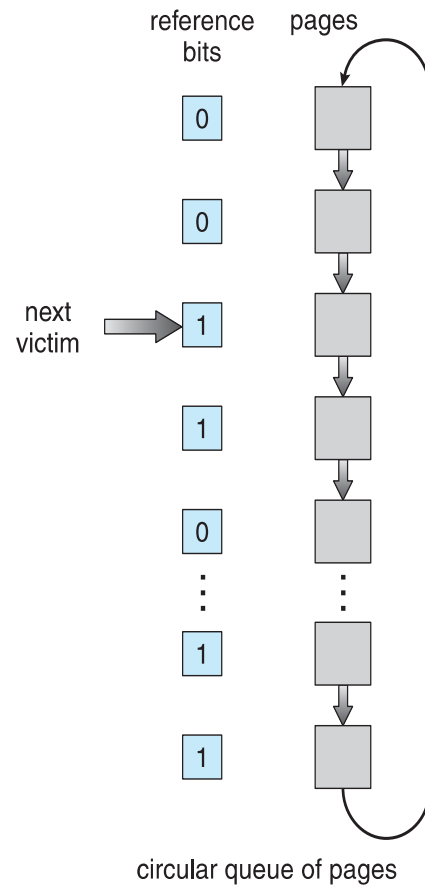 reference bits
pages
0
0
next victim
1
1
0
1
1
circular queue of pages